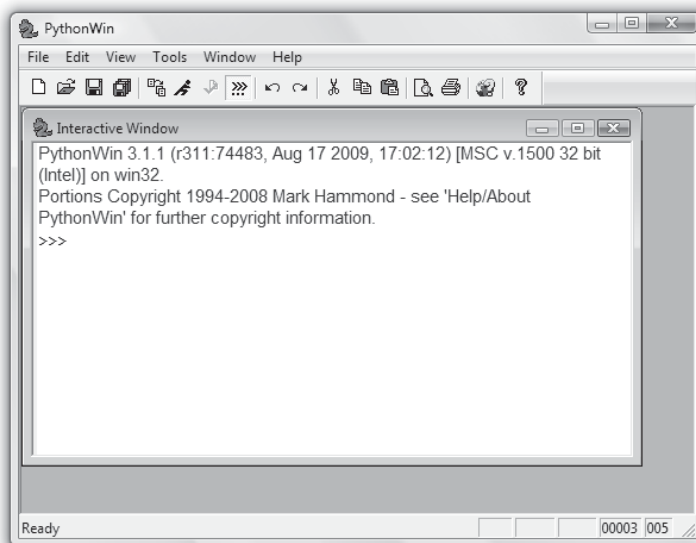 PythonWin
File Edit View Tools Window Help
Interactive Window
PythonWin 3.1.1 (r311:74483, Aug 17 2009, 17:02:12) [MSC v.1500 32 bit
(Intel)] on win32.
Portions Copyright 1994-2008 Mark Hammond - see 'Help/About
PythonWin' for further copyright information.
>>>
Ready 00003 005